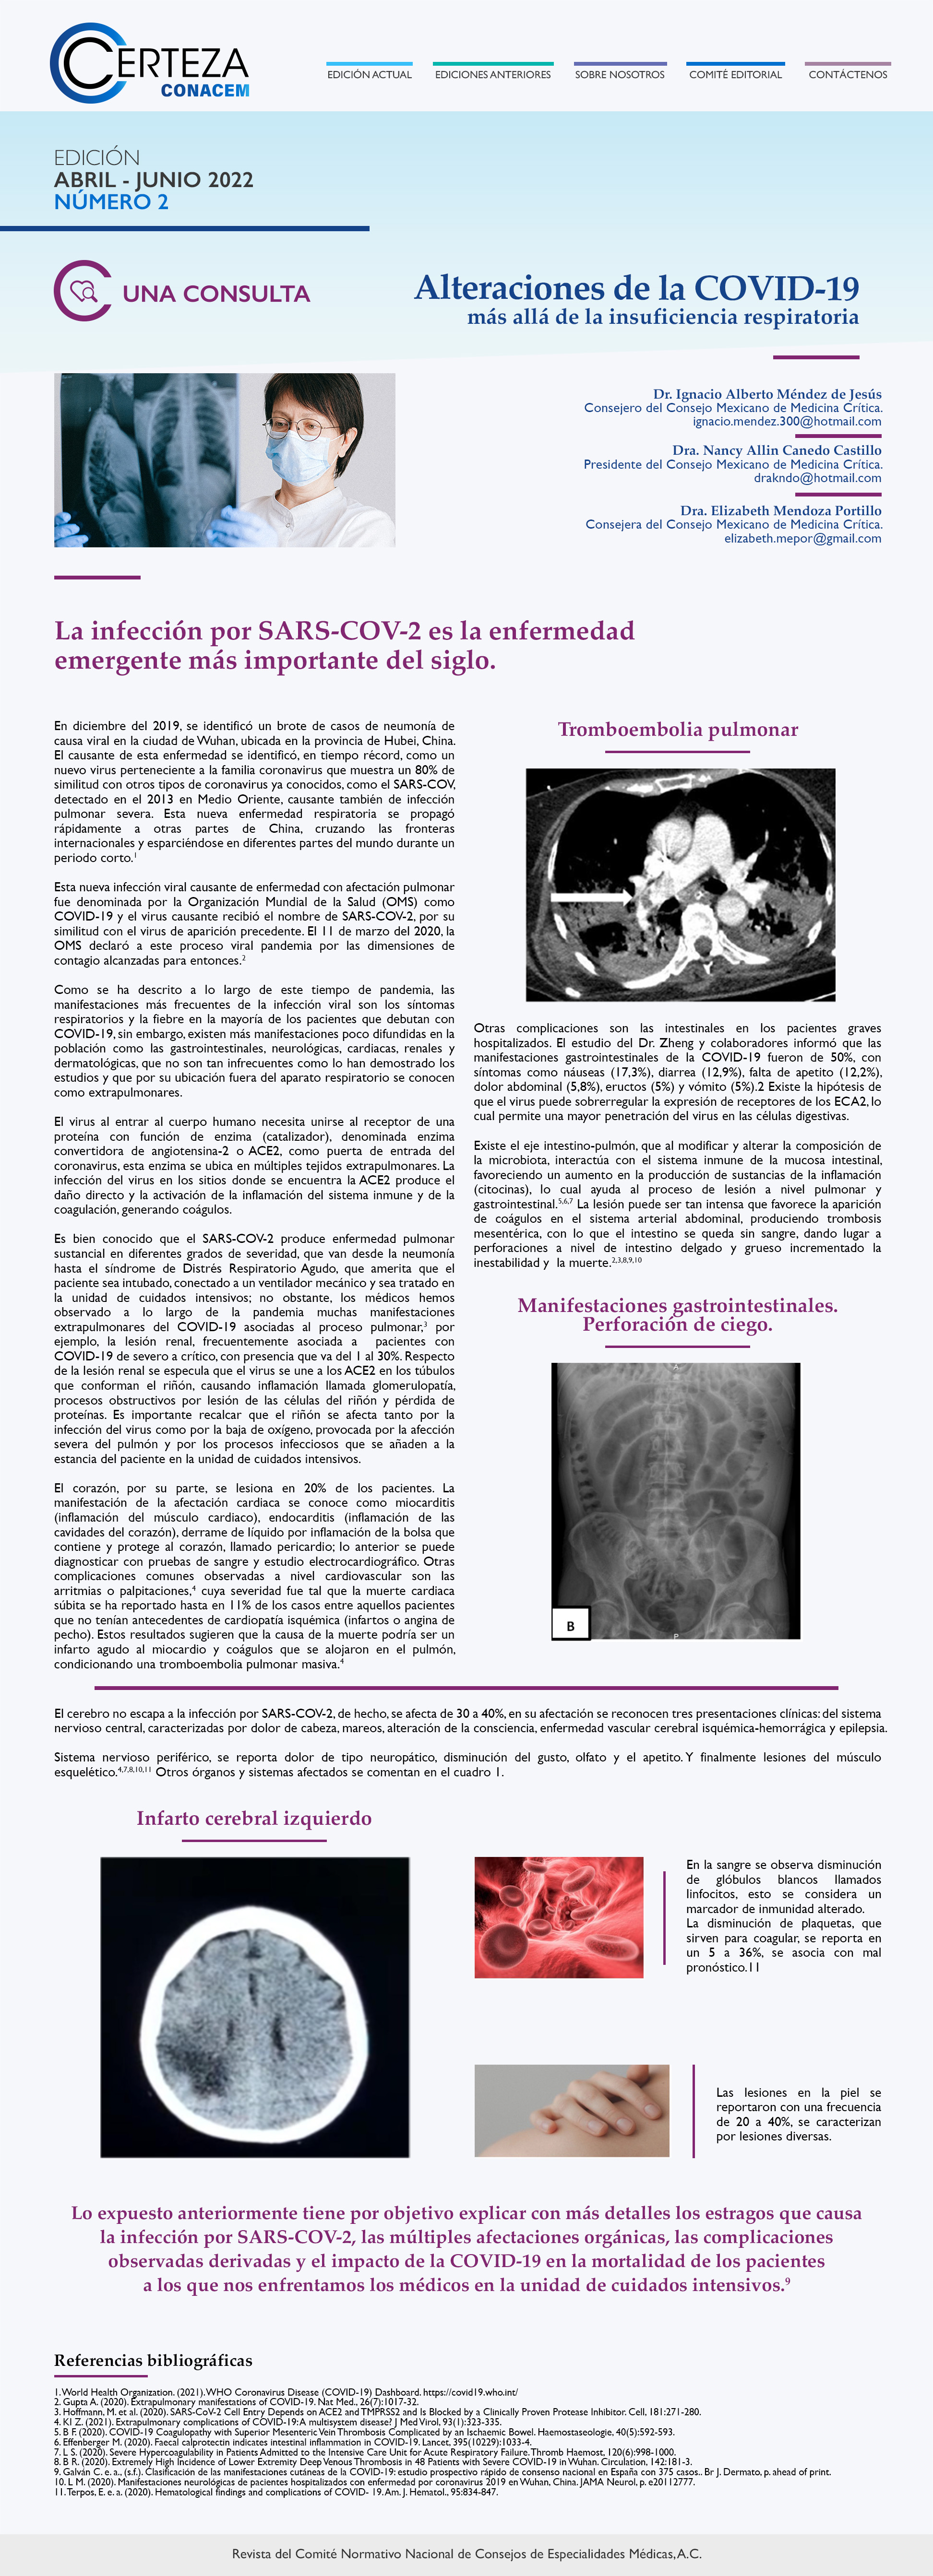 CERTEZA
CONACEM
EDICIÓN ACTUAL
EDICIONES ANTERIORES
SOBRE NOSOTROS
COMITÉ EDITORIAL
CONTÁCTENOS
EDICIÓN
ABRIL - JUNIO 2022
NÚMERO 2
UNA CONSULTA
Alteraciones de la COVID-19
más allá de la insuficiencia respiratoria
Dr. Ignacio Alberto Méndez de Jesús
Consejero del Consejo Mexicano de Medicina Crítica.
ignacio.mendez.300@hotmail.com
Dra. Nancy Allin Canedo Castillo
Presidente del Consejo Mexicano de Medicina Crítica.
drakndo@hotmail.com
Dra. Elizabeth Mendoza Portillo
Consejera del Consejo Mexicano de Medicina Crítica.
elizabeth.mepor@gmail.com
La infección por SARS-COV-2 es la enfermedad
emergente más importante del siglo.
En diciembre del 2019, se identificó un brote de casos de neumonía de
causa viral en la ciudad de Wuhan, ubicada en la provincia de Hubei, China.
El causante de esta enfermedad se identificó, en tiempo récord, como un
nuevo virus perteneciente a la familia coronavirus que muestra un 80% de
similitud con otros tipos de coronavirus ya conocidos, como el SARS-COV,
detectado en el 2013 en Medio Oriente, causante también de infección
pulmonar severa. Esta nueva enfermedad respiratoria se propagó
rápidamente a otras partes de China, cruzando las fronteras
internacionales y esparciéndose en diferentes partes del mundo durante un
periodo corto.1
Esta nueva infección viral causante de enfermedad con afectación pulmonar
fue denominada por la Organización Mundial de la Salud (OMS) como
COVID-19 y el virus causante recibió el nombre de SARS-COV-2, por su
similitud con el virus de aparición precedente. El 11 de marzo del 2020, la
OMS declaró a este proceso viral pandemia por las dimensiones de
contagio alcanzadas para entonces.2
Como se ha descrito a lo largo de este tiempo de pandemia, las
manifestaciones más frecuentes de la infección viral son los síntomas
respiratorios y la fiebre en la mayoría de los pacientes que debutan con
COVID-19, sin embargo, existen más manifestaciones poco difundidas en la
población como las gastrointestinales, neurológicas, cardiacas, renales y
dermatológicas, que no son tan infrecuentes como lo han demostrado los
estudios y que por su ubicación fuera del aparato respiratorio se conocen
como extrapulmonares.
El virus al entrar al cuerpo humano necesita unirse al receptor de una
proteína con función de enzima (catalizador), denominada enzima
convertidora de angiotensina-2 o ACE2, como puerta de entrada del
coronavirus, esta enzima se ubica en múltiples tejidos extrapulmonares. La
infección del virus en los sitios donde se encuentra la ACE2 produce el
daño directo y la activación de la inflamación del sistema inmune y de la
coagulación, generando coágulos.
Es bien conocido que el SARS-COV-2 produce enfermedad pulmonar
sustancial en diferentes grados de severidad, que van desde la neumonía
hasta el síndrome de Distrés Respiratorio Agudo, que amerita que el
paciente sea intubado, conectado a un ventilador mecánico y sea tratado en
la unidad de cuidados intensivos; no obstante, los médicos hemos
observado a lo largo de la pandemia muchas manifestaciones
extrapulmonares del COVID-19 asociadas al proceso pulmonar,3 por
ejemplo, la lesión renal, frecuentemente asociada a pacientes con
COVID-19 de severo a crítico, con presencia que va del 1 al 30%. Respecto
de la lesión renal se especula que el virus se une a los ACE2 en los túbulos
que conforman el riñón, causando inflamación llamada glomerulopatía,
procesos obstructivos por lesión de las células del riñón y pérdida de
proteínas. Es importante recalcar que el riñón se afecta tanto por la
infección del virus como por la baja de oxígeno, provocada por la afección
severa del pulmón y por los procesos infecciosos que se añaden a la
estancia del paciente en la unidad de cuidados intensivos.
El corazón, por su parte, se lesiona en 20% de los pacientes. La
manifestación de la afectación cardiaca se conoce como miocarditis
(inflamación del músculo cardiaco), endocarditis (inflamación de las
cavidades del corazón), derrame de líquido por inflamación de la bolsa que
contiene y protege al corazón, llamado pericardio; lo anterior se puede
diagnosticar con pruebas de sangre y estudio electrocardiográfico. Otras
complicaciones comunes observadas a nivel cardiovascular son las
arritmias o palpitaciones,4 cuya severidad fue tal que la muerte cardiaca
súbita se ha reportado hasta en 11% de los casos entre aquellos pacientes
que no tenían antecedentes de cardiopatía isquémica (infartos o angina de
pecho). Estos resultados sugieren que la causa de la muerte podría ser un
infarto agudo al miocardio y coágulos que se alojaron en el pulmón,
condicionando una tromboembolia pulmonar masiva.4
Tromboembolia pulmonar
Otras complicaciones son las intestinales en los pacientes graves
hospitalizados. El estudio del Dr. Zheng y colaboradores informó que las
manifestaciones gastrointestinales de la COVID-19 fueron de 50%, con
síntomas como náuseas (17,3%), diarrea (12,9%), falta de apetito (12,2%),
dolor abdominal (5,8%), eructos (5%) y vómito (5%).2 Existe la hipótesis de
que el virus puede sobrerregular la expresión de receptores de los ECA2, lo
cual permite una mayor penetración del virus en las células digestivas.
Existe el eje intestino-pulmón, que al modificar y alterar la composición de
la microbiota, interactúa con el sistema inmune de la mucosa intestinal,
favoreciendo un aumento en la producción de sustancias de la inflamación
(citocinas), lo cual ayuda al proceso de lesión a nivel pulmonar y
gastrointestinal.5,6,7 La lesión puede ser tan intensa que favorece la aparición
de coágulos en el sistema arterial abdominal, produciendo trombosis
mesentérica, con lo que el intestino se queda sin sangre, dando lugar a
perforaciones a nivel de intestino delgado y grueso incrementado la
inestabilidad y la muerte.2,3,8,9,10
Manifestaciones gastrointestinales.
Perforación de ciego.
A
B
P
El cerebro no escapa a la infección por SARS-COV-2, de hecho, se afecta de 30 a 40%, en su afectación se reconocen tres presentaciones clínicas: del sistema
nervioso central, caracterizadas por dolor de cabeza, mareos, alteración de la consciencia, enfermedad vascular cerebral isquémica-hemorrágica y epilepsia.
Sistema nervioso periférico, se reporta dolor de tipo neuropático, disminución del gusto, olfato y el apetito. Y finalmente lesiones del músculo
esquelético.4,7,8,10,11 Otros órganos y sistemas afectados se comentan en el cuadro 1.
Infarto cerebral izquierdo
En la sangre se observa disminución
de glóbulos blancos llamados
linfocitos, esto se considera un
marcador de inmunidad alterado.
La disminución de plaquetas, que
sirven para coagular, se reporta en
un 5 a 36%, se asocia con mal
pronóstico.11
Las lesiones en la piel se
reportaron con una frecuencia
de 20 a 40%, se caracterizan
por lesiones diversas.
Lo expuesto anteriormente tiene por objetivo explicar con más detalles los estragos que causa
la infección por SARS-COV-2, las múltiples afectaciones orgánicas, las complicaciones
observadas derivadas y el impacto de la COVID-19 en la mortalidad de los pacientes
a los que nos enfrentamos los médicos en la unidad de cuidados intensivos.9
Referencias bibliográficas
1. World Health Organization. (2021). WHO Coronavirus Disease (COVID-19) Dashboard. https://covid19.who.int/
2. Gupta A. (2020). Extrapulmonary manifestations of COVID-19. Nat Med., 26(7):1017-32.
3. Hoffmann, M. et al. (2020). SARS-CoV-2 Cell Entry Depends on ACE2 and TMPRSS2 and Is Blocked by a Clinically Proven Protease Inhibitor. Cell, 181:271-280.
4. KI Z. (2021). Extrapulmonary complications of COVID-19: A multisystem disease? J Med Virol, 93(1):323-335.
5. B F. (2020). COVID-19 Coagulopathy with Superior Mesenteric Vein Thrombosis Complicated by an Ischaemic Bowel. Haemostaseologie, 40(5):592-593.
6. Effenberger M. (2020). Faecal calprotectin indicates intestinal inflammation in COVID-19. Lancet, 395(10229):1033-4.
7. L S. (2020). Severe Hypercoagulability in Patients Admitted to the Intensive Care Unit for Acute Respiratory Failure. Thromb Haemost, 120(6):998-1000.
8. B R. (2020). Extremely High Incidence of Lower Extremity Deep Venous Thrombosis in 48 Patients with Severe COVID-19 in Wuhan. Circulation, 142:181-3.
9. Galván C. e. a., (s.f.). Clasificación de las manifestaciones cutáneas de la COVID-19: estudio prospectivo rápido de consenso nacional en España con 375 casos.. Br J. Dermato, p. ahead of print.
10. L M. (2020). Manifestaciones neurológicas de pacientes hospitalizados con enfermedad por coronavirus 2019 en Wuhan, China. JAMA Neurol, p. e20112777.
11. Terpos, E. e. a. (2020). Hematological findings and complications of COVID- 19. Am. J. Hematol., 95:834-847.
Revista del Comité Normativo Nacional de Consejos de Especialidades Médicas, A.C.